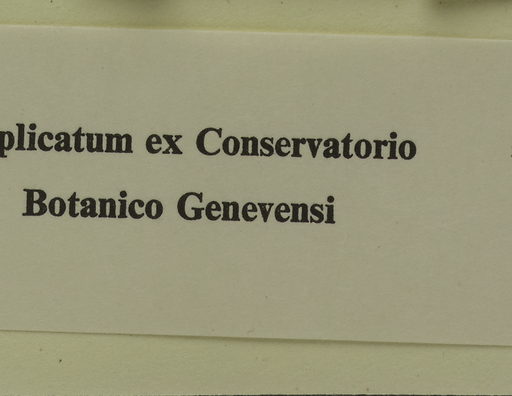 plicatum ex Conservatorio
Botanico Genevensi